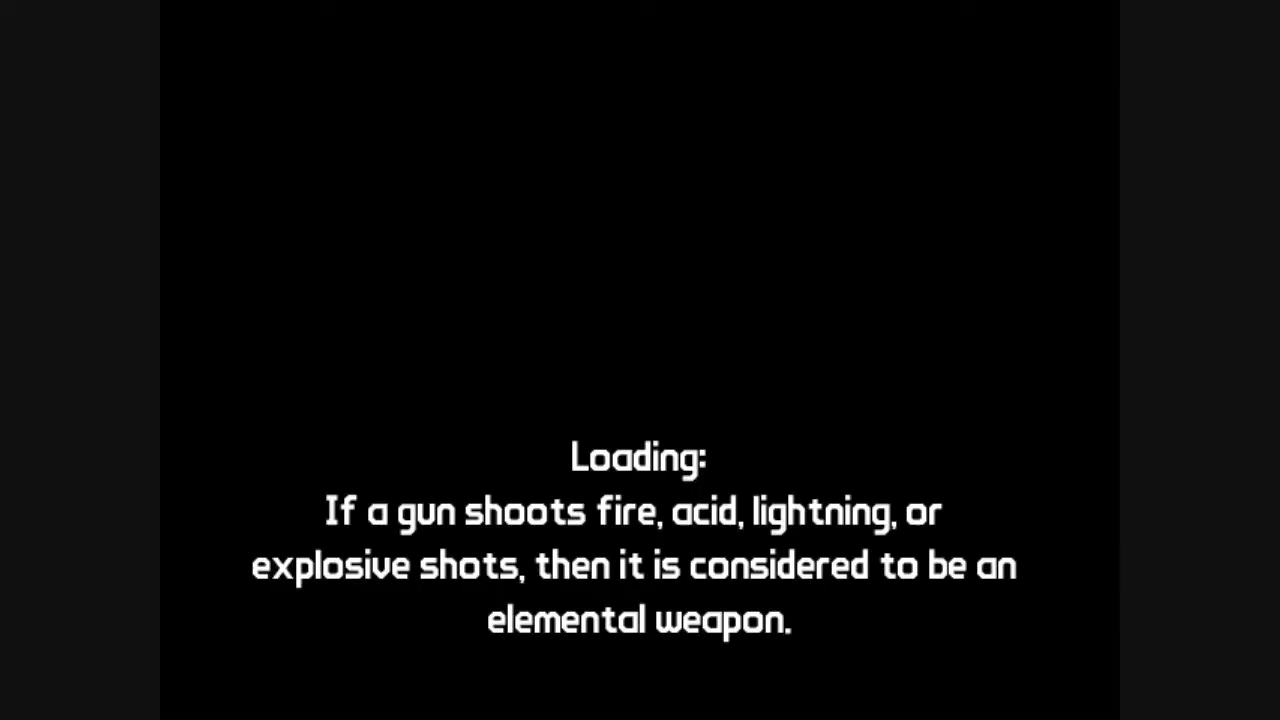 Loading:
If a gun shoots fire, acid, lightning, or
explosive shots, then it is considered to be an
elemental weapon.